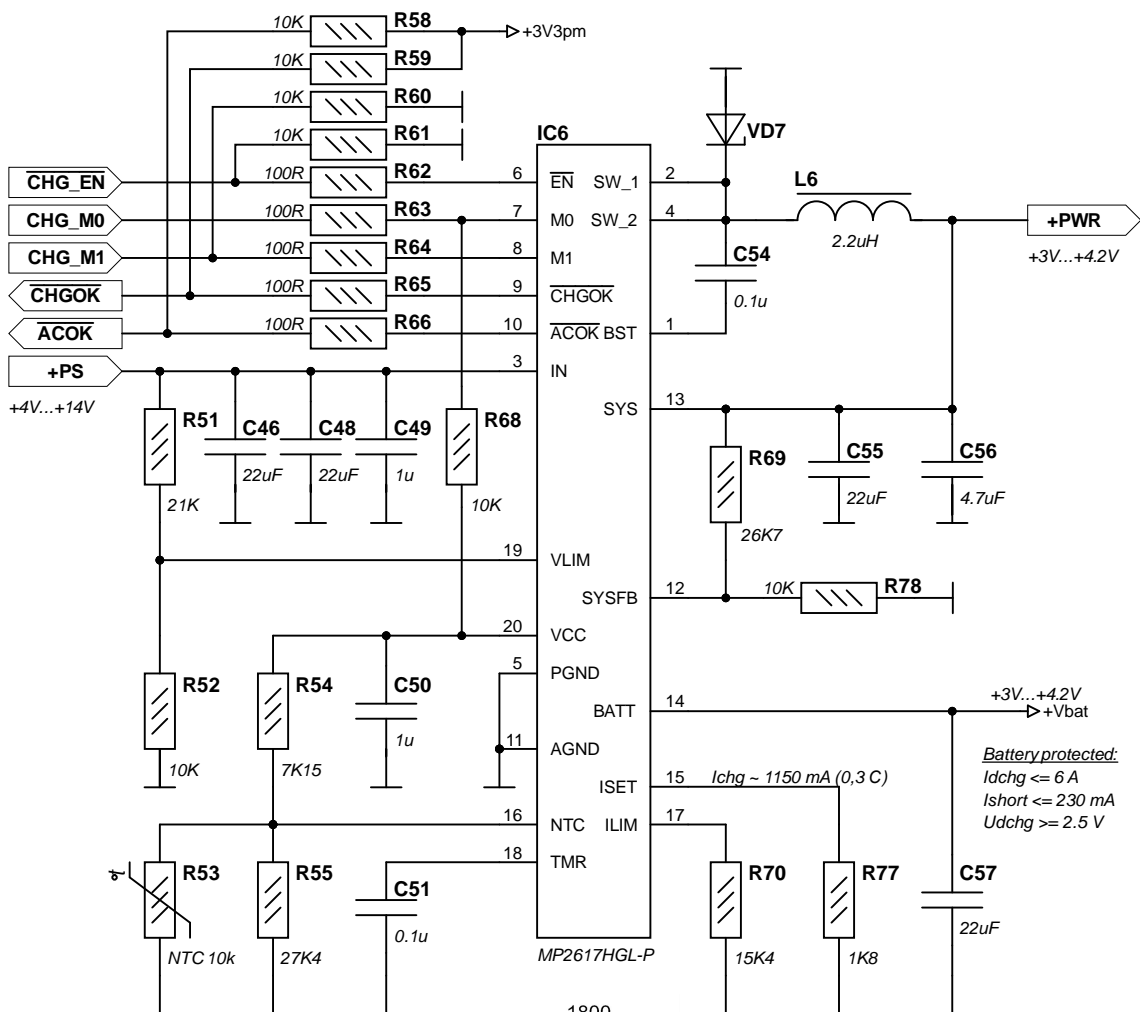 10K R58
+3V3pm
10K R59
10K R60
10K R61
VD7
IC6
CHG_EN 100R R62 6 EN SW_1 2
L6
CHG_M0 100R R63 7 M0 SW_2 4
+PWR
2.2uH
+3V...+4.2V
CHG_M1 100R R64 8 M1
C54
0.1u
CHGOK 100R R65 9 CHGOK
ACOK 100R R66 10 ACOK BST 1
+PS 3 IN
+4V...+14V
SYS 13
R51 C46 C48 C49 R68
22uF 22uF 1u
21K 10K
R69 C55 C56
22uF 4.7uF
26K7
19 VLIM
SYSFB 12 10K R78
20 VCC
5 PGND
R52 R54 C50
1u
10K 7K15
BATT 14
+3V...+4.2V
+Vbat
11 AGND
Battery protected:
Idchg <= 6 A
Ishort <= 230 mA
Udchg >= 2.5 V
ISET 15 Ichg ~ 1150 mA (0,3 C)
16 NTC ILIM 17
18 TMR
t°
R53 R55 C51
0.1u
NTC 10k 27K4
R70 R77 C57
22uF
15K4 1K8
MP2617HGL-P
1800